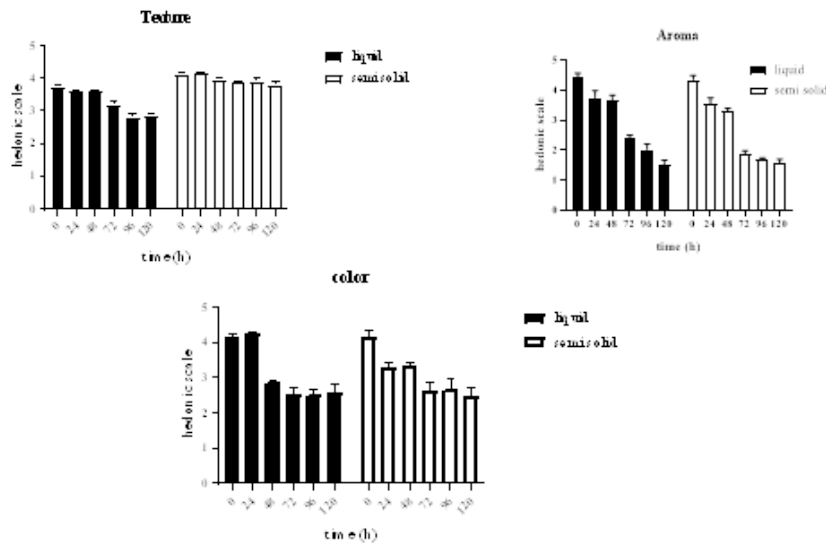 Texture
liquid
semisolid
hedonic scale
5
4
3
2
1
0
0 24 48 72 96 120
time (h)
Aroma
liquid
semi solid
hedonic scale
5
4
3
2
1
0
0 24 48 72 96 120 0 24 48 72 96 120
time (h)
0 24 48 72 96 120
color
liquid
semisolid
hedonic scale
5
4
3
2
1
0
0 24 48 72 96 120 0 24 48 72 96 120
time (h)